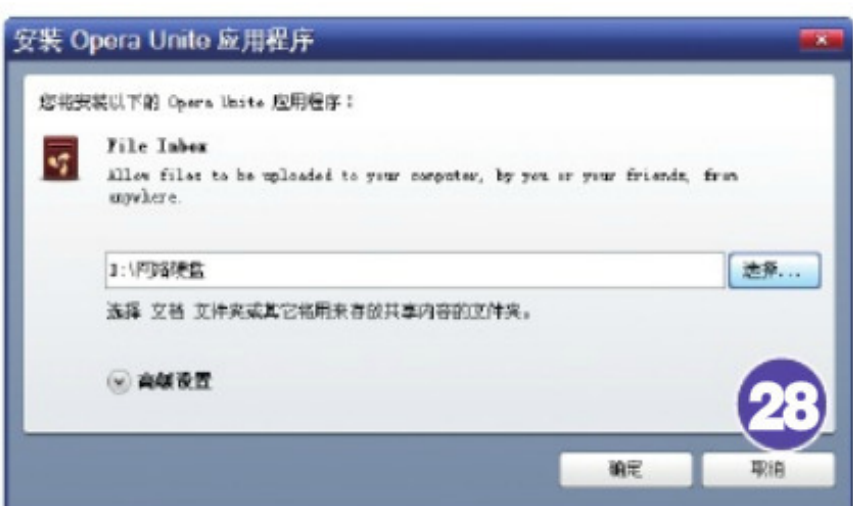 安装 Opera Unite 应用程序
您将安装以下的 Opera Unite 应用程序：
File Inbox
Allow files to be uploaded to your computer, by you or your friends, from
anywhere.
:\网络硬盘
选择...
选择 文档 文件夹或其它将用来存放共享内容的文件夹。
高级设置
28
确定
取消